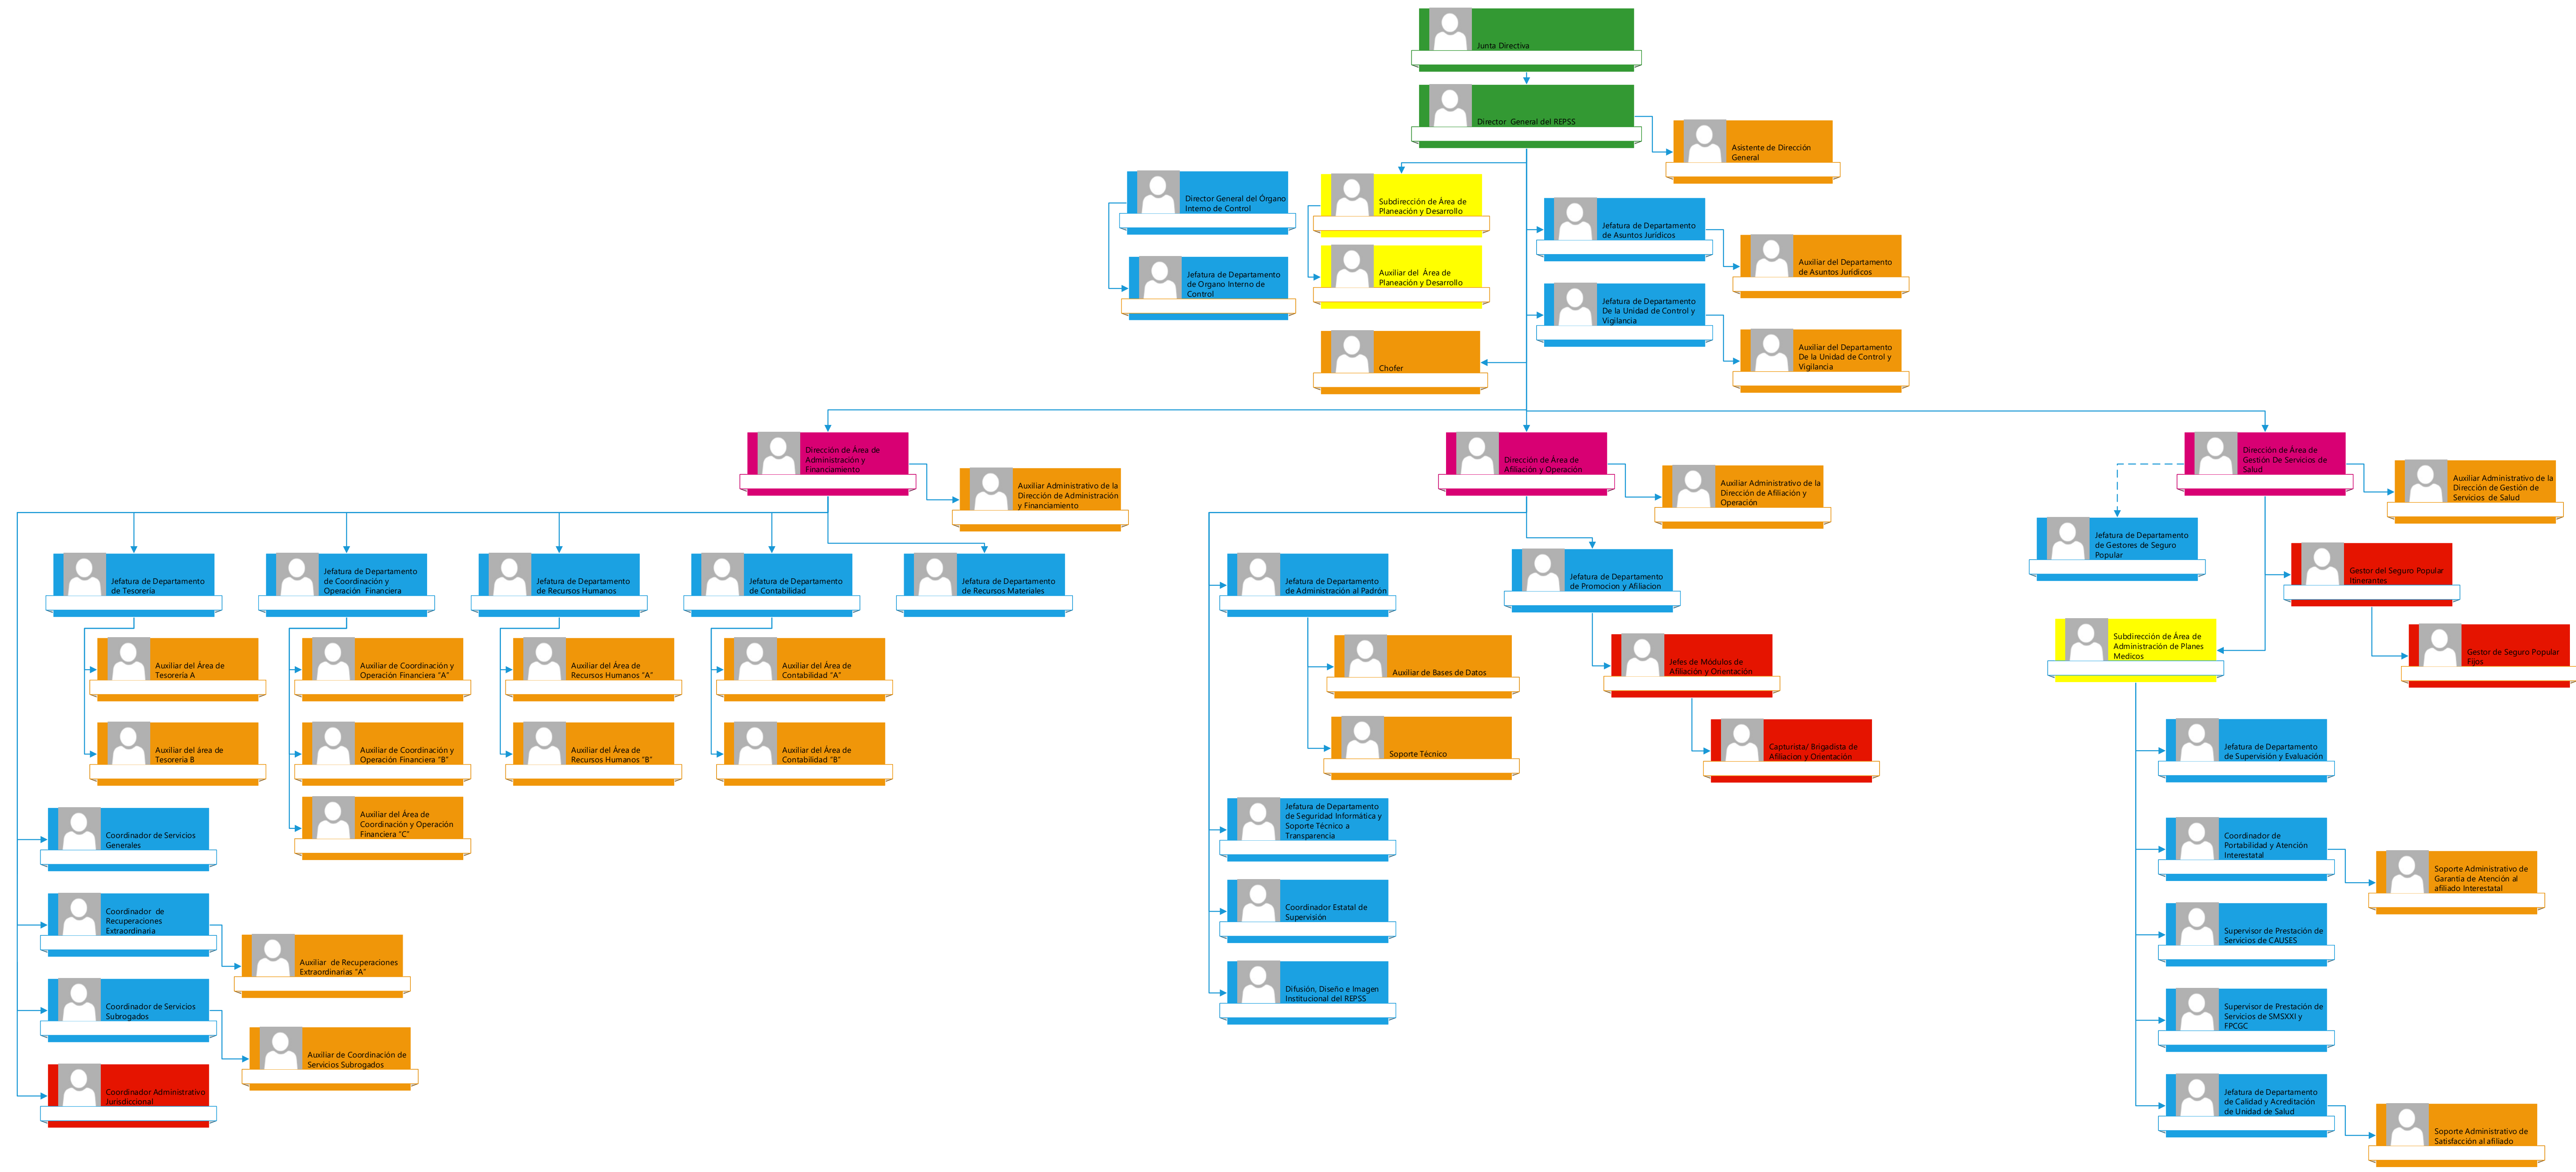 Junta Directiva
Director  General del REPSS
Asistente de Dirección
General
Director General del Órgano
Interno de Control
Subdirección de Área de
Planeación y Desarrollo
Jefatura de Departamento
de Asuntos Jurídicos
Auxiliar del Departamento
de Asuntos Jurídicos
Jefatura de Departamento
de Organo Interno de
Control
Auxiliar del  Área de
Planeación y Desarrollo
Jefatura de Departamento
De la Unidad de Control y
Vigilancia
Auxiliar del Departamento
De la Unidad de Control y
Vigilancia
Chofer
Dirección de Área de
Administración y
Financiamiento
Auxiliar Administrativo de la
Dirección de Administración
y Financiamiento
Dirección de Área de
Afiliación y Operación
Auxiliar Administrativo de la
Dirección de Afiliación y
Operación
Dirección de Área de
Gestión De Servicios de
Salud
Auxiliar Administrativo de la
Dirección de Gestión de
Servicios  de Salud
Jefatura de Departamento
de Tesorería
Jefatura de Departamento
de Coordinación y
Operación  Financiera
Jefatura de Departamento
de Recursos Humanos
Jefatura de Departamento
de Contabilidad
Jefatura de Departamento
de Recursos Materiales
Auxiliar del Área de
Tesorería A
Auxiliar de Coordinación y
Operación Financiera "A"
Auxiliar del Área de
Recursos Humanos "A"
Auxiliar del Área de
Contabilidad "A"
Auxiliar del área de
Tesorería B
Auxiliar de Coordinación y
Operación Financiera "B"
Auxiliar del Área de
Recursos Humanos "B"
Auxiliar del Área de
Contabilidad "B"
Auxiliar del Área de
Coordinación y Operación
Financiera "C"
Coordinador de Servicios
Generales
Coordinador  de
Recuperaciones
Extraordinaria
Auxiliar  de Recuperaciones
Extraordinarias "A"
Coordinador de Servicios
Subrogados
Auxiliar de Coordinación de
Servicios Subrogados
Coordinador Administrativo
Jurisdiccional
Jefatura de Departamento
de Administración al Padrón
Jefatura de Departamento
de Promocion y Afiliacion
Auxiliar de Bases de Datos
Jefes de Módulos de
Afiliación y Orientación
Soporte Técnico
Capturista/ Brigadista de
Afiliacion y Orientación
Jefatura de Departamento
de Seguridad Informática y
Soporte Técnico a
Transparencia
Coordinador Estatal de
Supervisión
Difusión, Diseño e Imagen
Institucional del REPSS
Jefatura de Departamento
de Gestores de Seguro
Popular
Gestor del Seguro Popular
Itinerantes
Subdirección de Área de
Administración de Planes
Medicos
Gestor de Seguro Popular
Fijos
Jefatura de Departamento
de Supervisión y Evaluación
Coordinador de
Portabilidad y Atención
Interestatal
Soporte Administrativo de
Garantía de Atención al
afiliado Interestatal
Supervisor de Prestación de
Servicios de CAUSES
Supervisor de Prestación de
Servicios de SMSXXI y
FPCGC
Jefatura de Departamento
de Calidad y Acreditación
de Unidad de Salud
Soporte Administrativo de
Satisfacción al afiliado